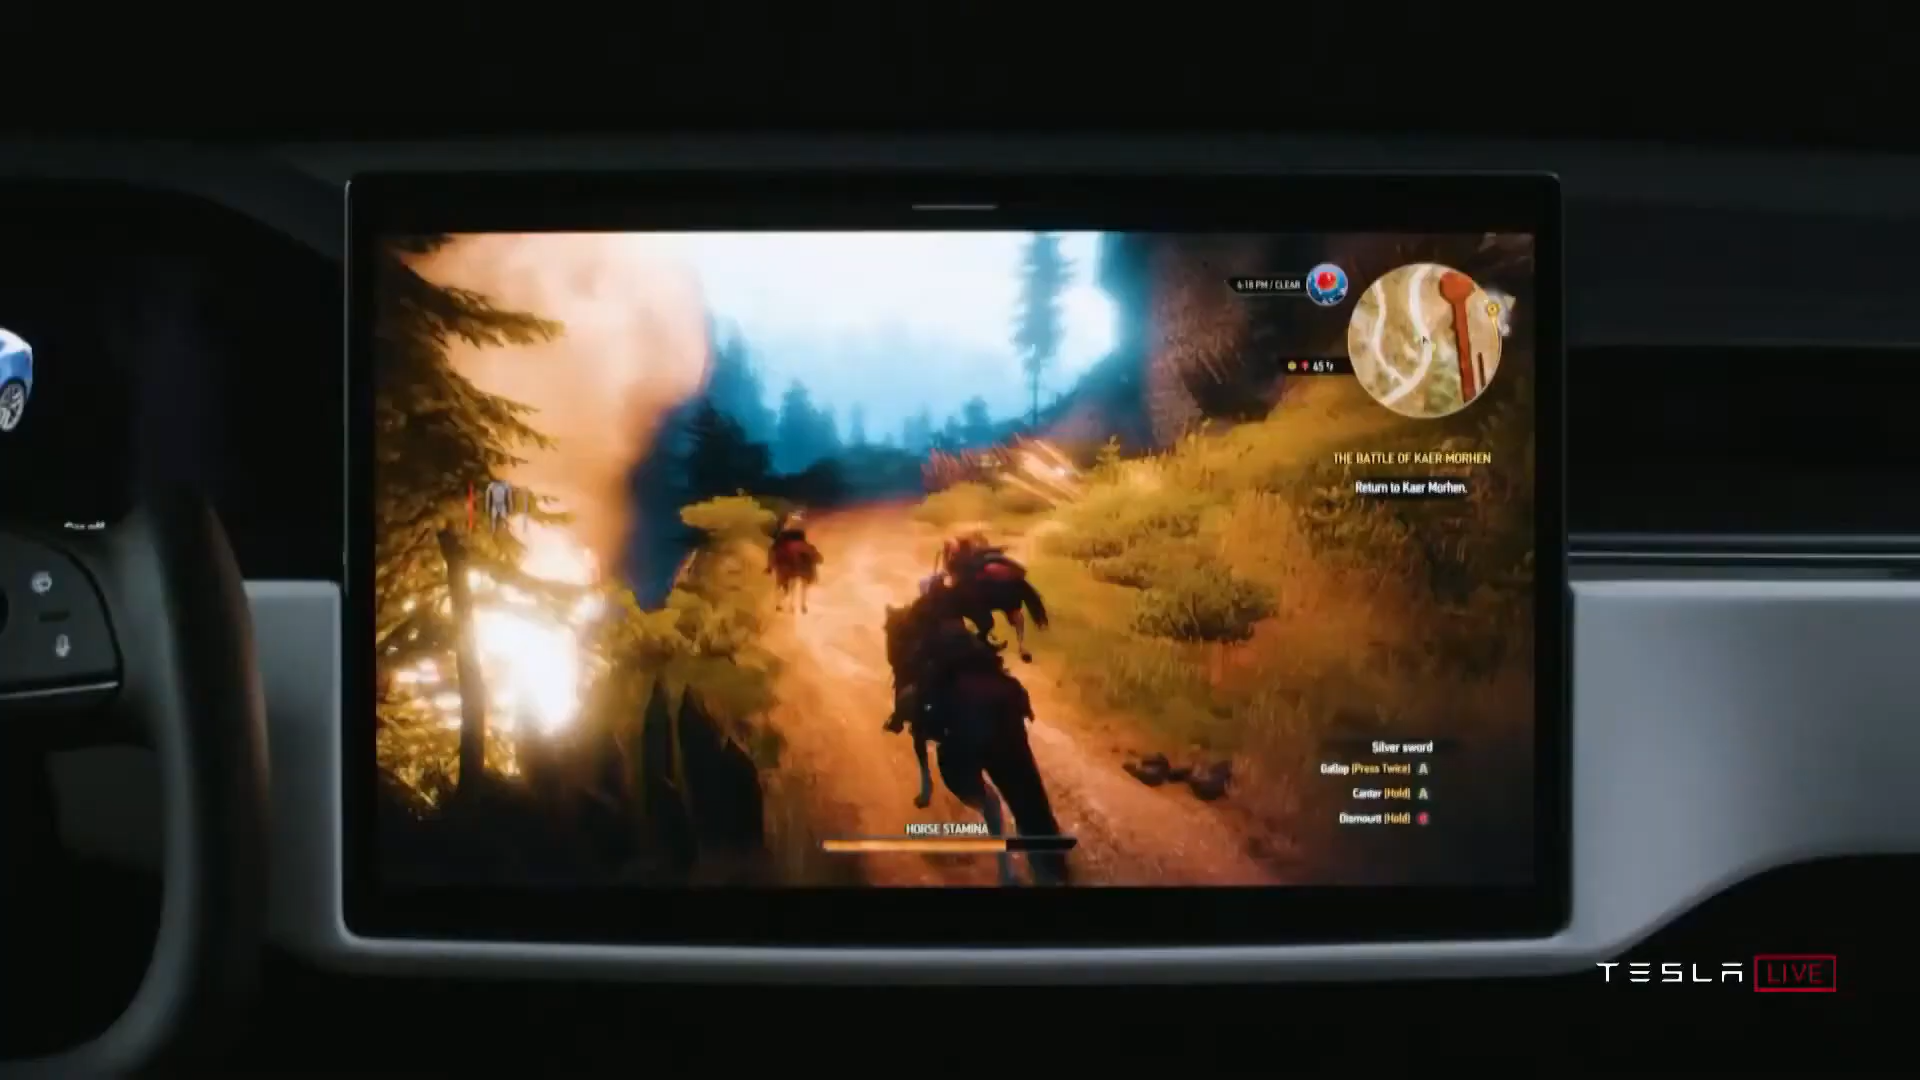 6:18 PM / CLEAR
45
THE BATTLE OF KAER MORHEN
Return to Kaer Morhen.
Silver sword
Gallop [Press Twice] A
Canter [Hold] A
Dismount [Hold]
HORSE STAMINA
TESLA LIVE